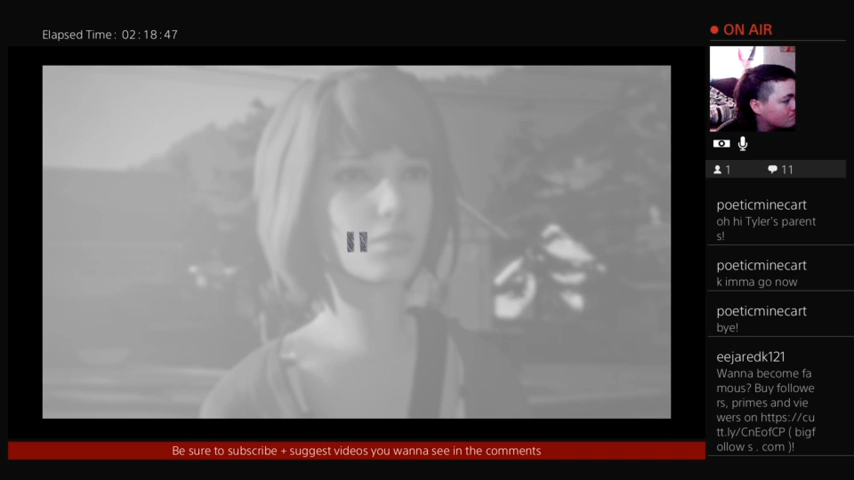 Elapsed Time: 02:18:47
ON AIR
1
11
poeticminecart
oh hi Tyler's parent
s!
poeticminecart
k imma go now
poeticminecart
bye!
eejaredk121
Wanna become fa
mous? Buy followe
rs, primes and vie
wers on https://cu
tt.ly/CnEofCP ( bigf
ollow s . com )!
Be sure to subscribe + suggest videos you wanna see in the comments